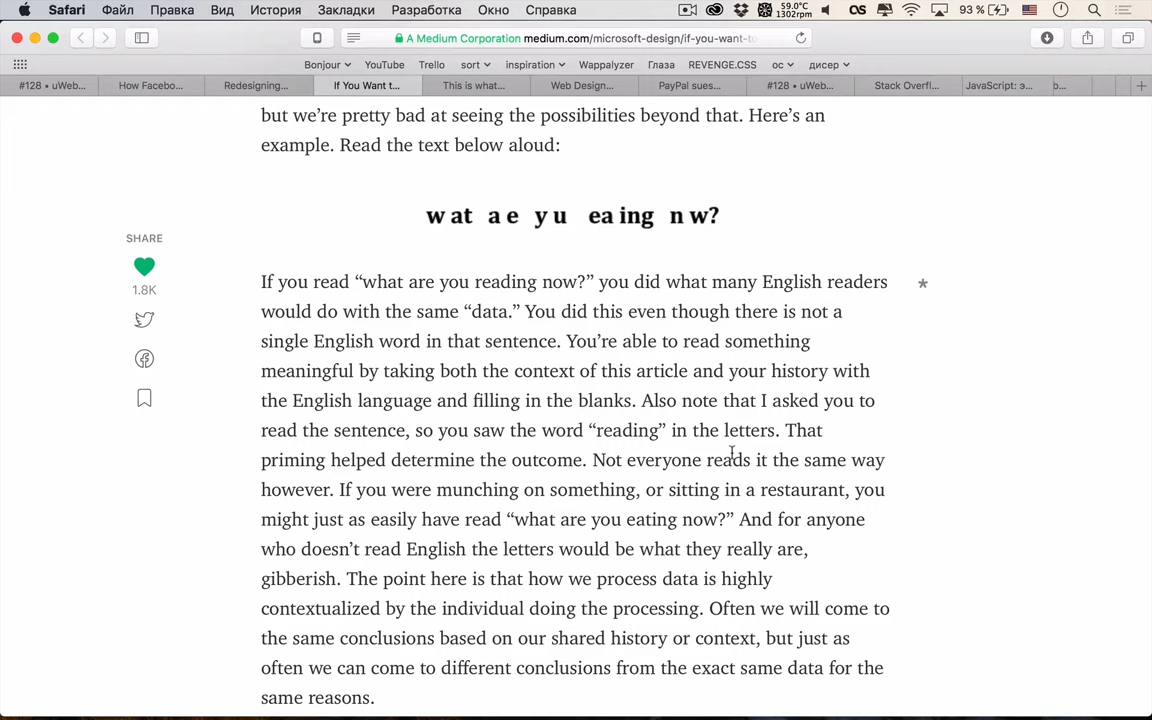 Safari Файл Правка Вид История Закладки Разработка Окно Справка 59.0°C 1302rpm 93 %
A Medium Corporation medium.com/microsoft-design/if-you-want-to
Bonjour YouTube Trello sort inspiration Wappalyzer Глаза REVENGE.CSS ос дисер
#128 • uWeb... How Facebo... Redesigning... If You Want t... This is what... Web Design... PayPal sues... #128 • uWeb... Stack Overfl... JavaScript: э... b...
but we’re pretty bad at seeing the possibilities beyond that. Here’s an
example. Read the text below aloud:
w at a e y u ea ing n w?
SHARE
1.8K
If you read “what are you reading now?” you did what many English readers *
would do with the same “data.” You did this even though there is not a
single English word in that sentence. You’re able to read something
meaningful by taking both the context of this article and your history with
the English language and filling in the blanks. Also note that I asked you to
read the sentence, so you saw the word “reading” in the letters. That
priming helped determine the outcome. Not everyone reads it the same way
however. If you were munching on something, or sitting in a restaurant, you
might just as easily have read “what are you eating now?” And for anyone
who doesn’t read English the letters would be what they really are,
gibberish. The point here is that how we process data is highly
contextualized by the individual doing the processing. Often we will come to
the same conclusions based on our shared history or context, but just as
often we can come to different conclusions from the exact same data for the
same reasons.